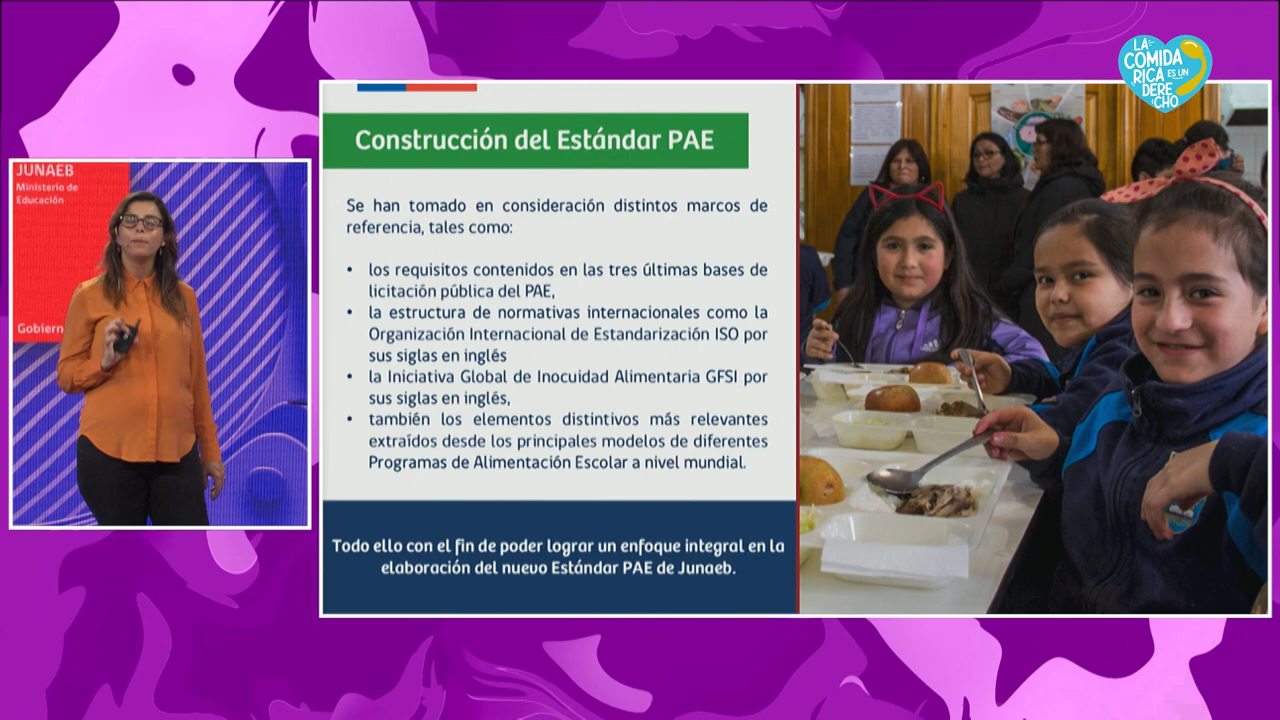 LA
COMIDA
RICA
ES UN
DERE
CHO
JUNAEB
Ministerio de
Educación
Gobiern
Construcción del Estándar PAE
Se han tomado en consideración distintos marcos de
referencia, tales como:
• los requisitos contenidos en las tres últimas bases de
licitación pública del PAE,
• la estructura de normativas internacionales como la
Organización Internacional de Estandarización ISO por
sus siglas en inglés
• la Iniciativa Global de Inocuidad Alimentaria GFSI por
sus siglas en inglés,
• también los elementos distintivos más relevantes
extraídos desde los principales modelos de diferentes
Programas de Alimentación Escolar a nivel mundial.
Todo ello con el fin de poder lograr un enfoque integral en la
elaboración del nuevo Estándar PAE de Junaeb.